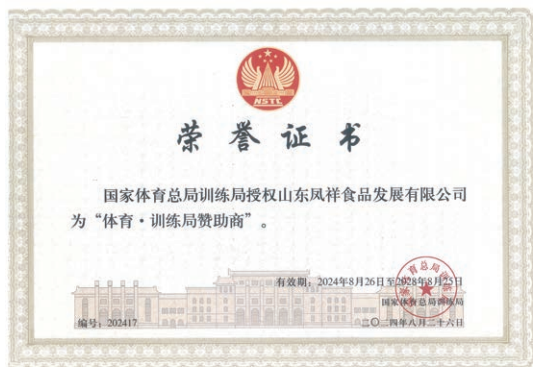 NSTC
荣誉证书
国家体育总局训练局授权山东凤祥食品发展有限公司
为“体育·训练局赞助商”。
有效期：2024年8月26日至2028年8月25日
国家体育总局训练局
编号：202417
二〇二四年八月二十六日